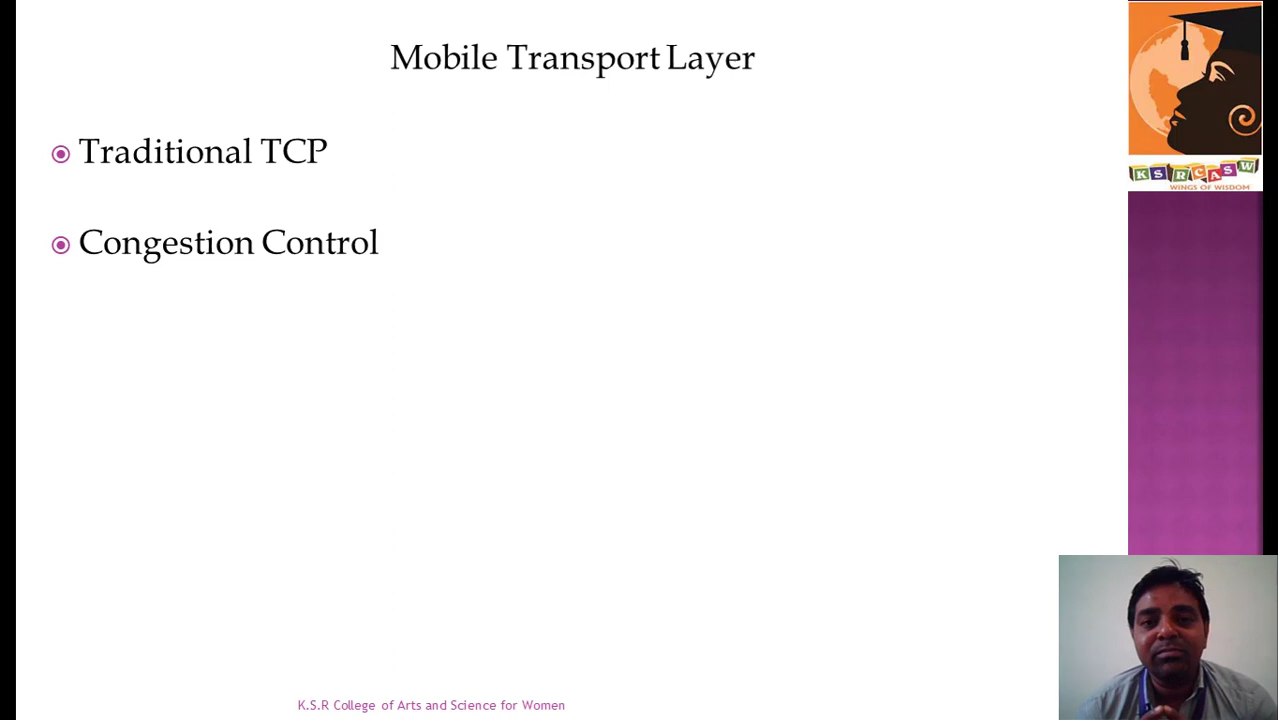 Mobile Transport Layer
Traditional TCP
Congestion Control
KSRCASW
WINGS OF WISDOM
K.S.R College of Arts and Science for Women